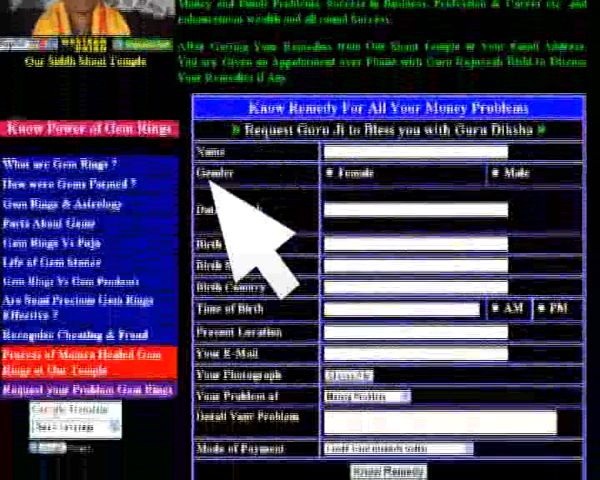 Money and
Problems, Success in Business, Profession & Career etc and
enhancement wealth and all round Success.
After Getting Your Remedies from Our Shani Temple at Your Email Address.
You are Given an Appointment over Phone with Guru Rajneesh Rishi to Discuss
Your Remedies if Any
Our Siddh Shani Temple
Know Remedy For All Your Money Problems
Know Power of Gem Rings
Request Guru Ji to Bless you with Guru Diksha
Name
What are Gem Rings ?
Gender
Female
Male
How were Gems Formed ?
Gem Rings & Astrology
Facts About Gems
Gem Rings Vs Puja
Birth
Life of Gem Stones
Birth
Gem Rings Vs Gem Pendants
Birth Country
Are Semi Precious Gem Rings
Effective ?
Time of Birth
AM
PM
Recognize Cheating & Fraud
Present Location
Process of Mantra Healed Gem
Rings at Our Temple
Your E-Mail
Your Photograph
Request your Problem Gem Rings
Your Problem of
Money Problem
Detail Your Problem
Mode of Payment
Know Remedy